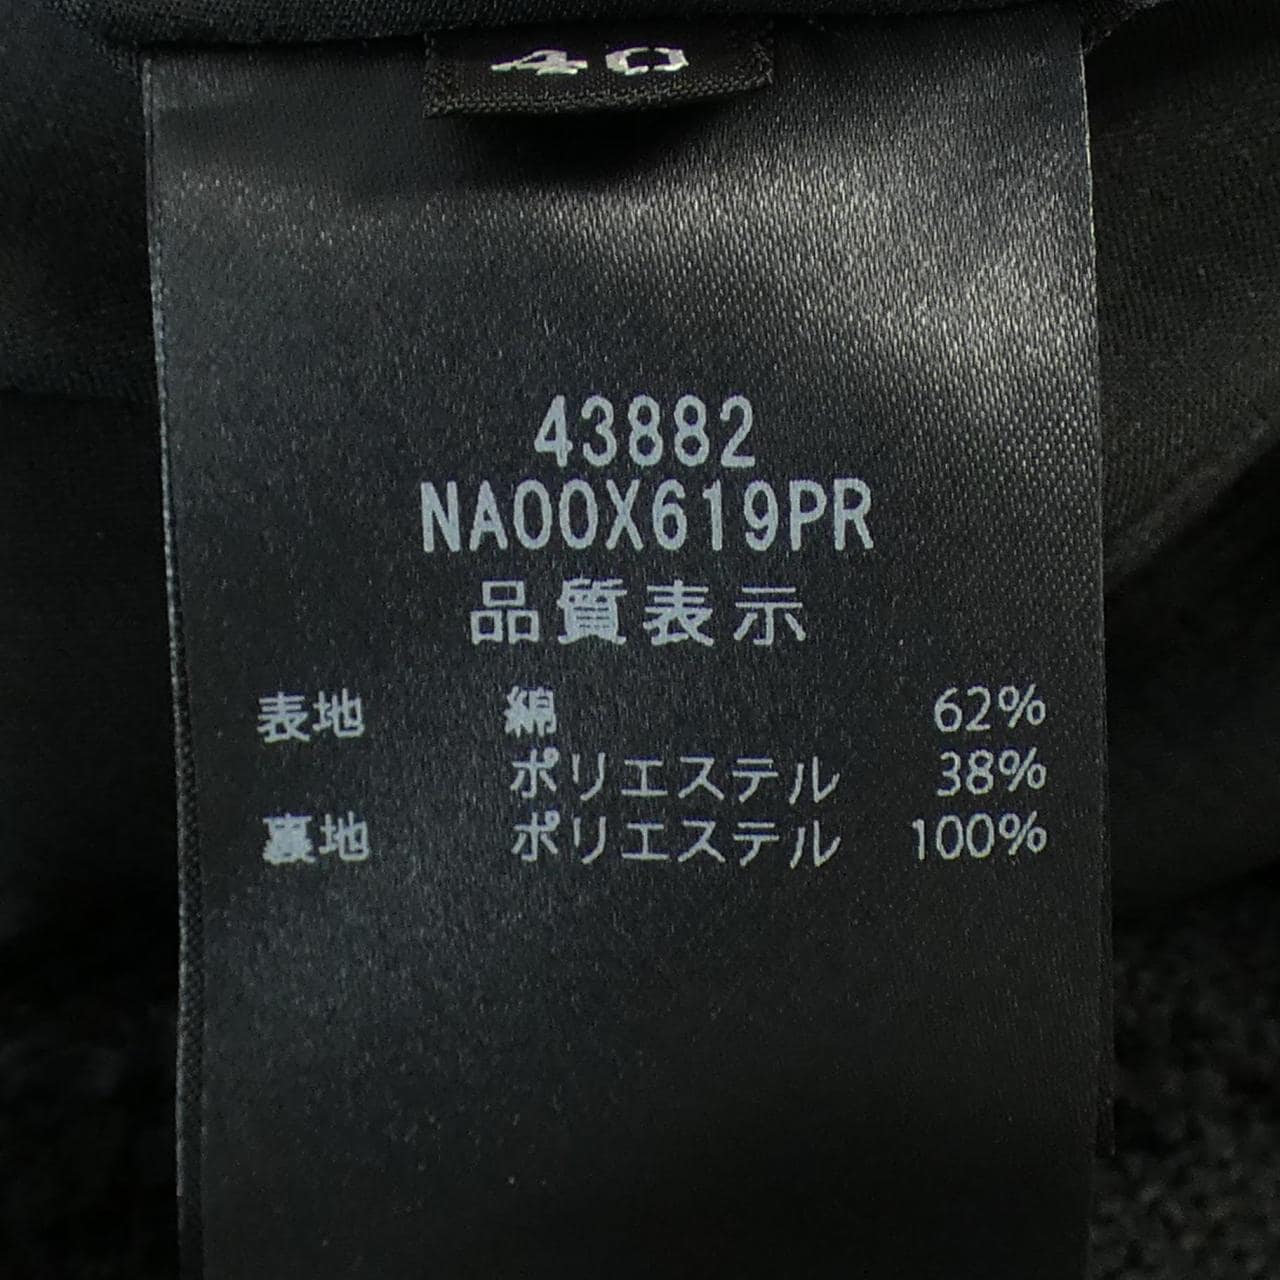 40
43882
NA00X619PR
品質表示
表地 綿 62%
ポリエステル 38%
裏地 ポリエステル 100%